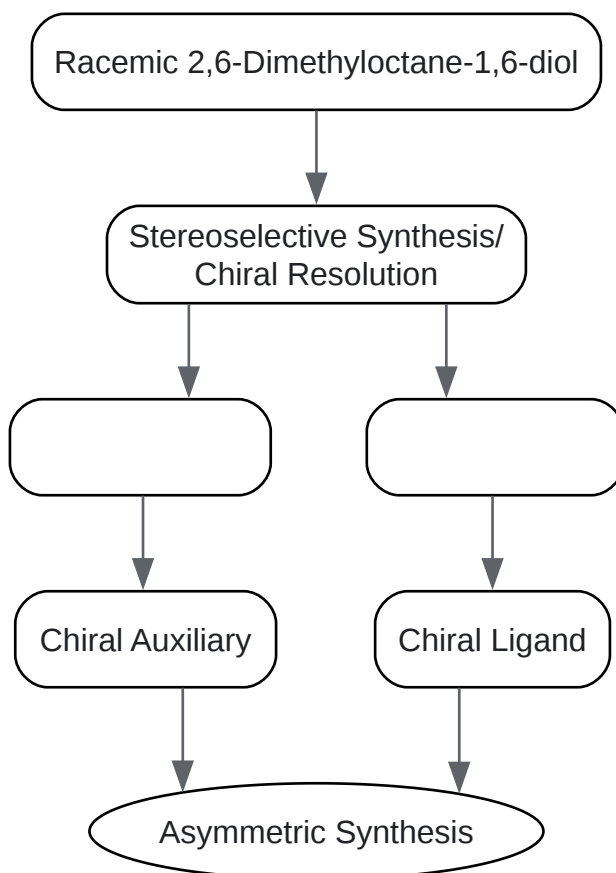 Racemic 2,6-Dimethyloctane-1,6-diol
Stereoselective Synthesis/
Chiral Resolution
Chiral Auxiliary
Chiral Ligand
Asymmetric Synthesis